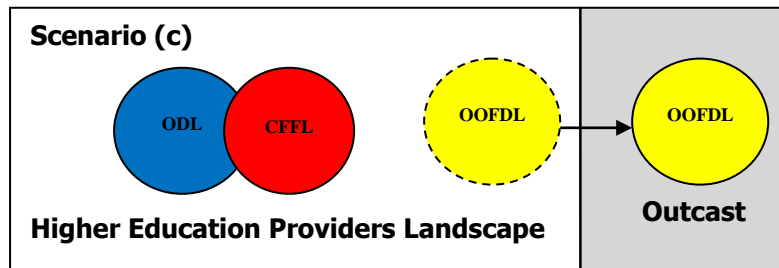 Scenario (c)
ODL
CFFL
OOFDL
OOFDL
Outcast
Higher Education Providers Landscape